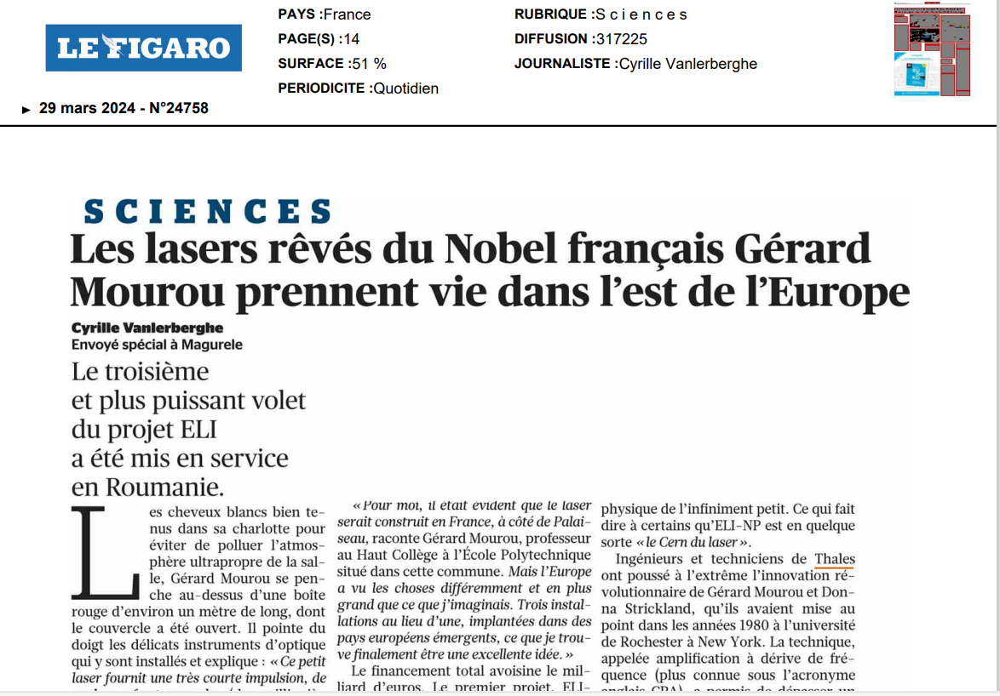 LE FIGARO
PAYS :France
PAGE(S) :14
SURFACE :51 %
PERIODICITE :Quotidien
RUBRIQUE :S c i e n c e s
DIFFUSION :317225
JOURNALISTE :Cyrille Vanlerberghe
► 29 mars 2024 - N°24758
SCIENCES
Les lasers rêvés du Nobel français Gérard
Mourou prennent vie dans l’est de l’Europe
Cyrille Vanlerberghe
Envoyé spécial à Magurele
Le troisième
et plus puissant volet
du projet ELI
a été mis en service
en Roumanie.
Les cheveux blancs bien te-
nus dans sa charlotte pour
éviter de polluer l’atmos-
phère ultrapropre de la sal-
le, Gérard Mourou se pen-
che au-dessus d’une boîte
rouge d’environ un mètre de long, dont
le couvercle a été ouvert. Il pointe du
doigt les délicats instruments d’optique
qui y sont installés et explique : « Ce petit
laser fournit une très courte impulsion, de
« Pour moi, il était évident que le laser
serait construit en France, à côté de Palai-
seau, raconte Gérard Mourou, professeur
au Haut Collège à l’École Polytechnique
situé dans cette commune. Mais l’Europe
a vu les choses différemment et en plus
grand que ce que j’imaginais. Trois instal-
lations au lieu d’une, implantées dans des
pays européens émergents, ce que je trou-
ve finalement être une excellente idée. »
Le financement total avoisine le mil-
liard d’euros. Le premier projet, ELI-
physique de l’infiniment petit. Ce qui fait
dire à certains qu’ELI-NP est en quelque
sorte « le Cern du laser ».
Ingénieurs et techniciens de Thales
ont poussé à l’extrême l’innovation ré-
volutionnaire de Gérard Mourou et Don-
na Strickland, qu’ils avaient mise au
point dans les années 1980 à l’université
de Rochester à New York. La technique,
appelée amplification à dérive de fré-
quence (plus connue sous l’acronyme
anglais CPA), a permis de dépasser un